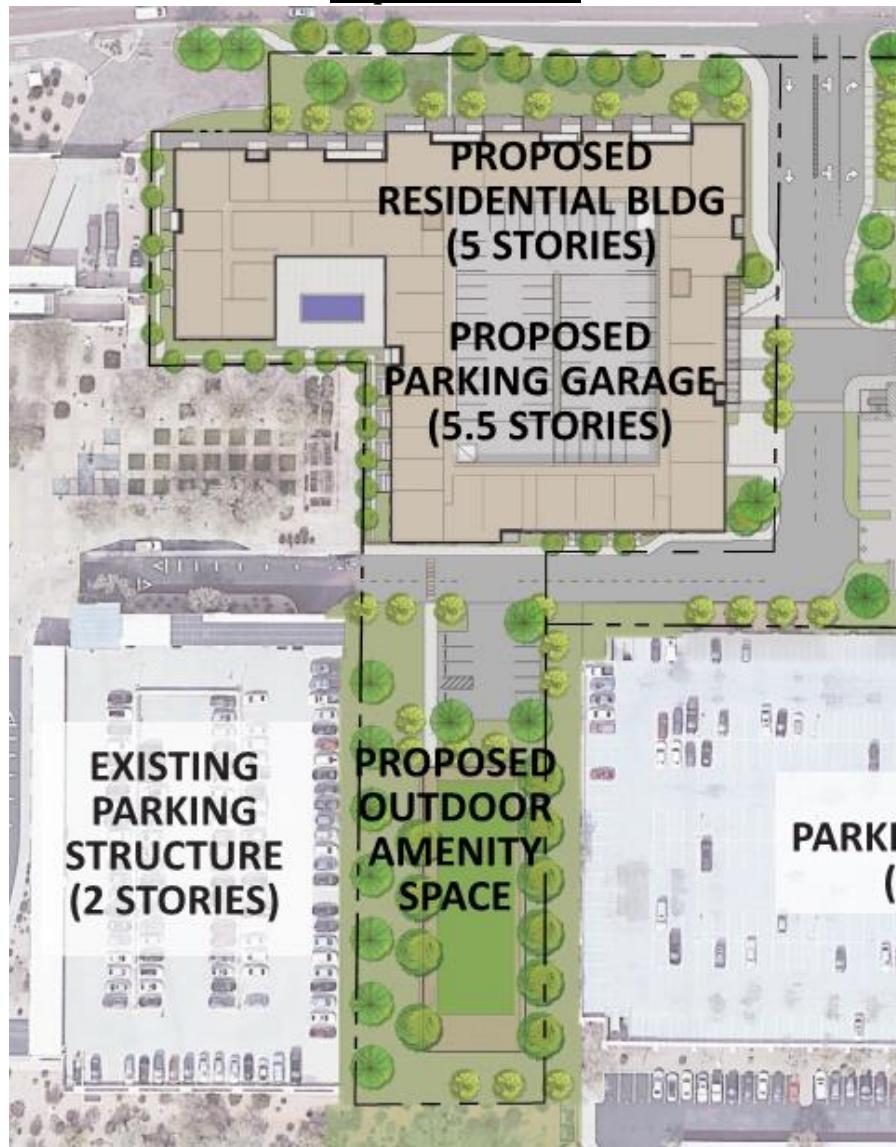 PROPOSED
RESIDENTIAL BLDG
(5 STORIES)
PROPOSED
PARKING GARAGE
(5.5 STORIES)
EXISTING
PARKING
STRUCTURE
(2 STORIES)
PROPOSED
OUTDOOR
AMENITY
SPACE
PARKI
(